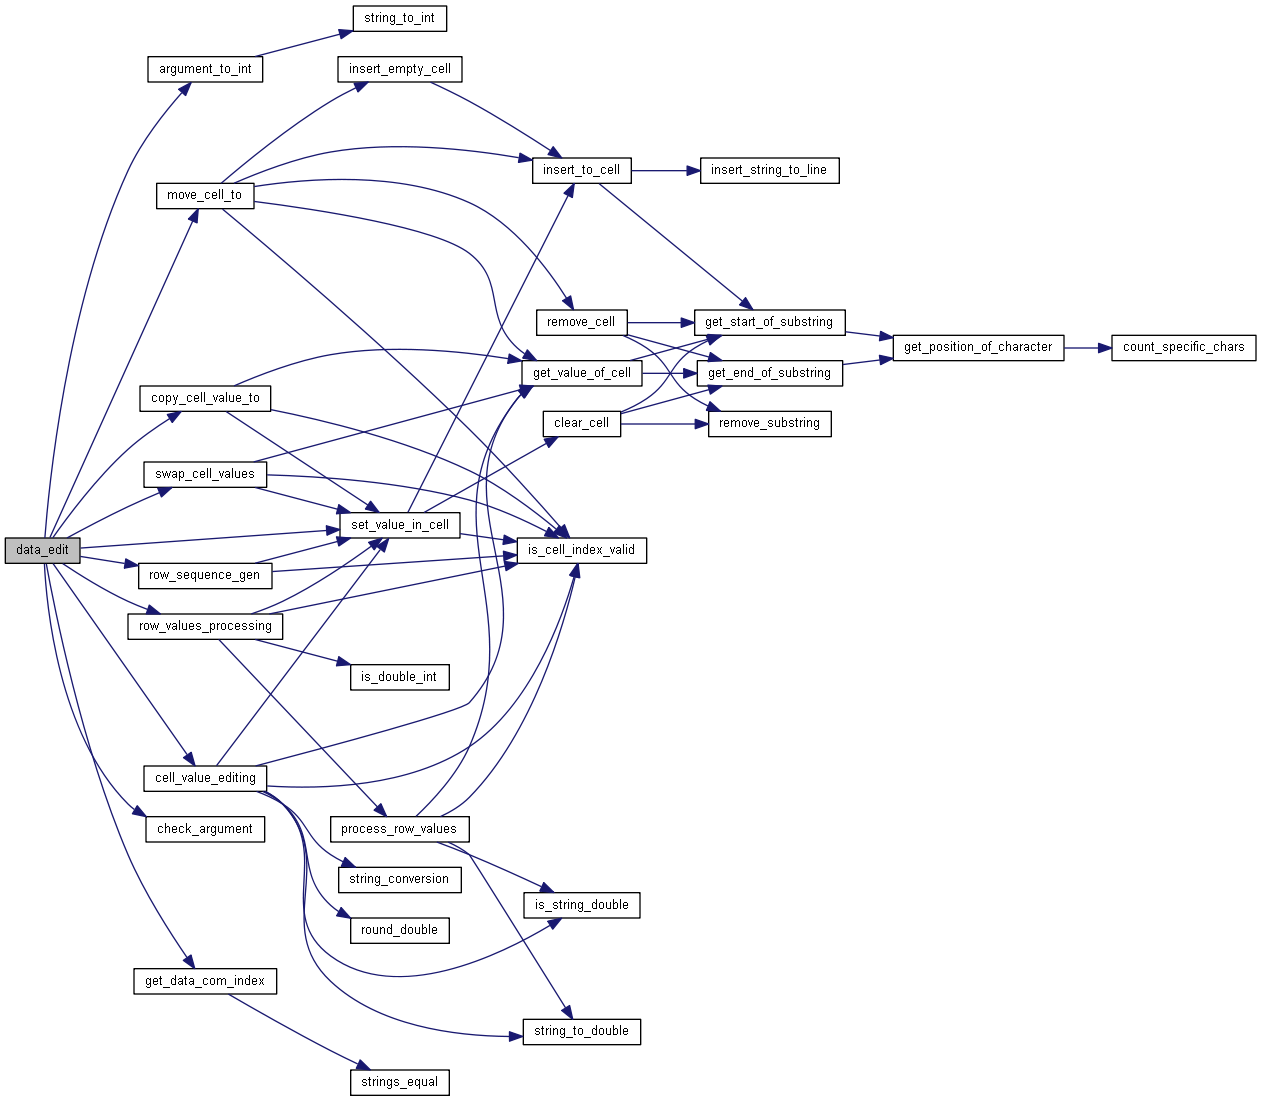 string_to_int
argument_to_int
insert_empty_cell
insert_to_cell
insert_string_to_line
move_cell_to
remove_cell
get_start_of_substring
get_position_of_character
count_specific_chars
get_value_of_cell
get_end_of_substring
copy_cell_value_to
clear_cell
remove_substring
swap_cell_values
set_value_in_cell
data_edit
is_cell_index_valid
row_sequence_gen
row_values_processing
is_double_int
cell_value_editing
check_argument
process_row_values
string_conversion
is_string_double
round_double
get_data_com_index
string_to_double
strings_equal